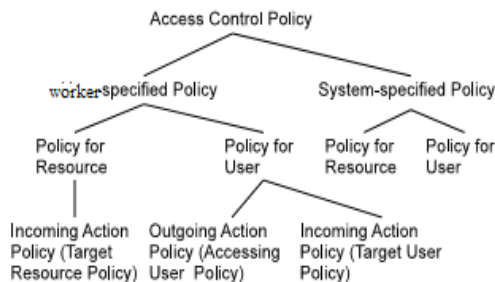 Access Control Policy
wörker-specified Policy
System-specified Policy
Policy for
Resource
Policy for
User
Policy for
Resource
Policy for
User
Incoming Action
Policy (Target
Resource Policy)
Outgoing Action
Policy (Accessing
User Policy)
Incoming Action
Policy (Target User
Policy)